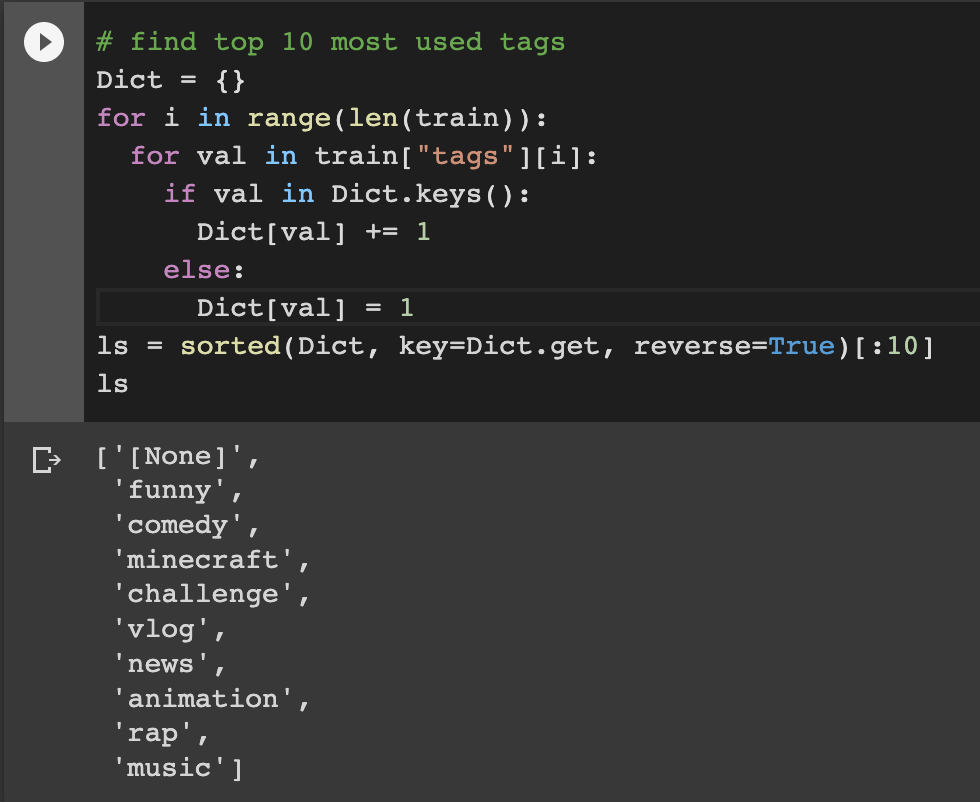 # find top 10 most used tags
Dict = {}
for i in range(len(train)):
  for val in train["tags"][i]:
    if val in Dict.keys():
      Dict[val] += 1
    else:
      Dict[val] = 1
ls = sorted(Dict, key=Dict.get, reverse=True)[:10]
ls
['[None]',
 'funny',
 'comedy',
 'minecraft',
 'challenge',
 'vlog',
 'news',
 'animation',
 'rap',
 'music']